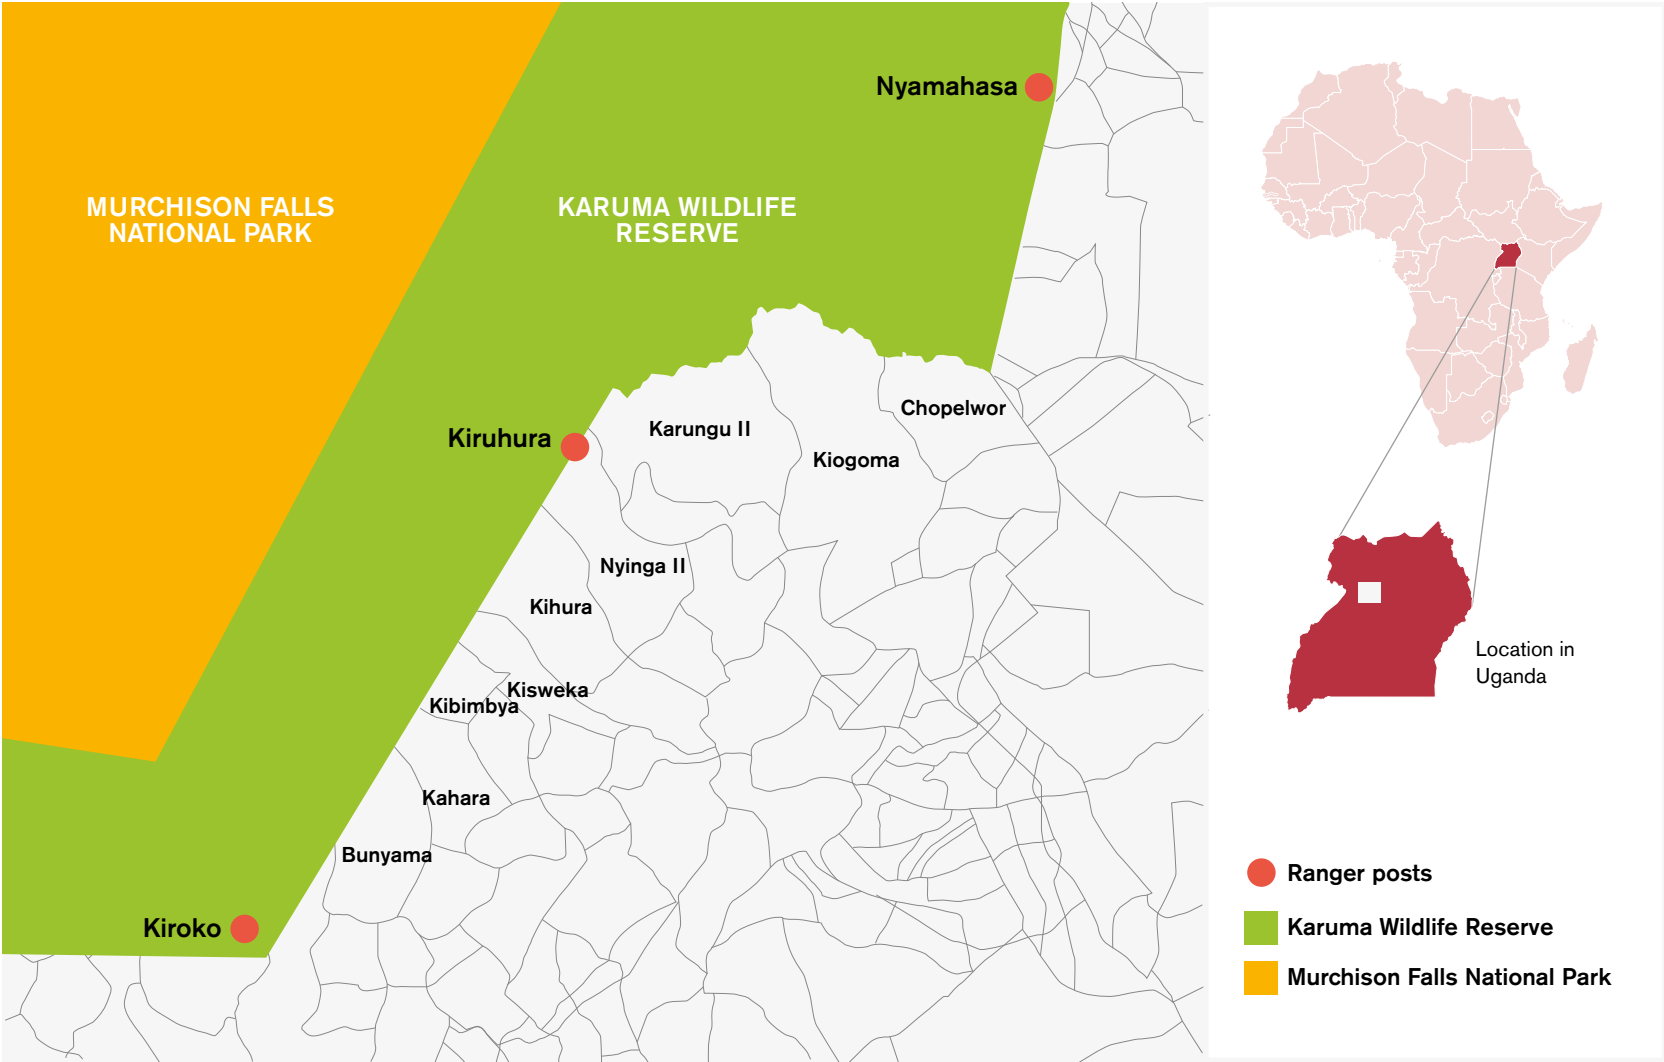 Nyamahasa
MURCHISON FALLS
NATIONAL PARK
KARUMA WILDLIFE
RESERVE
Chopelwor
Karungu II
Kiruhura
Kiogoma
Nyinga II
Kihura
Kisweka
Kibimbya
Kahara
Bunyama
Kiroko
Location in
Uganda
Ranger posts
Karuma Wildlife Reserve
Murchison Falls National Park